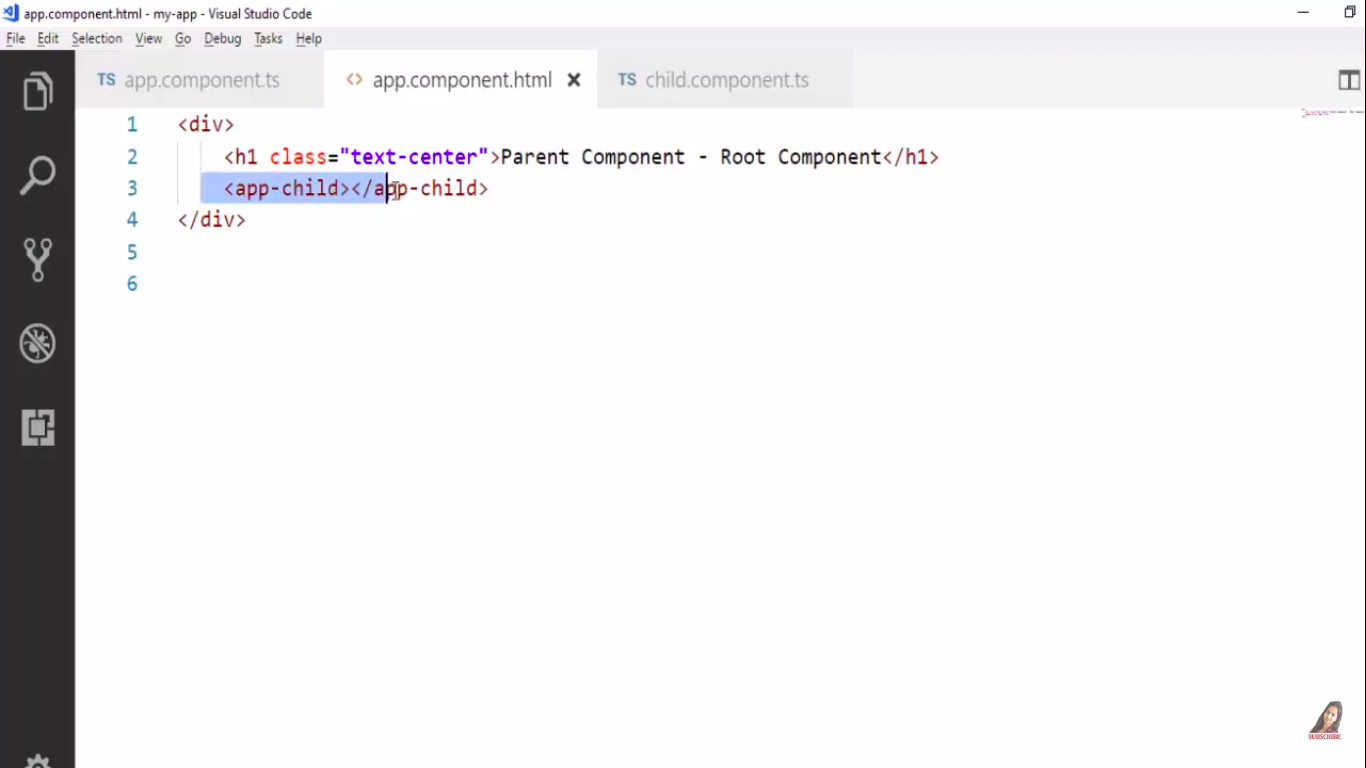 app.component.html - my-app - Visual Studio Code
File Edit Selection View Go Debug Tasks Help
TS app.component.ts <> app.component.html × TS child.component.ts
1 <div>
2 <h1 class="text-center">Parent Component - Root Component</h1>
3 <app-child></app-child>
4 </div>
5
6
SUBSCRIBE